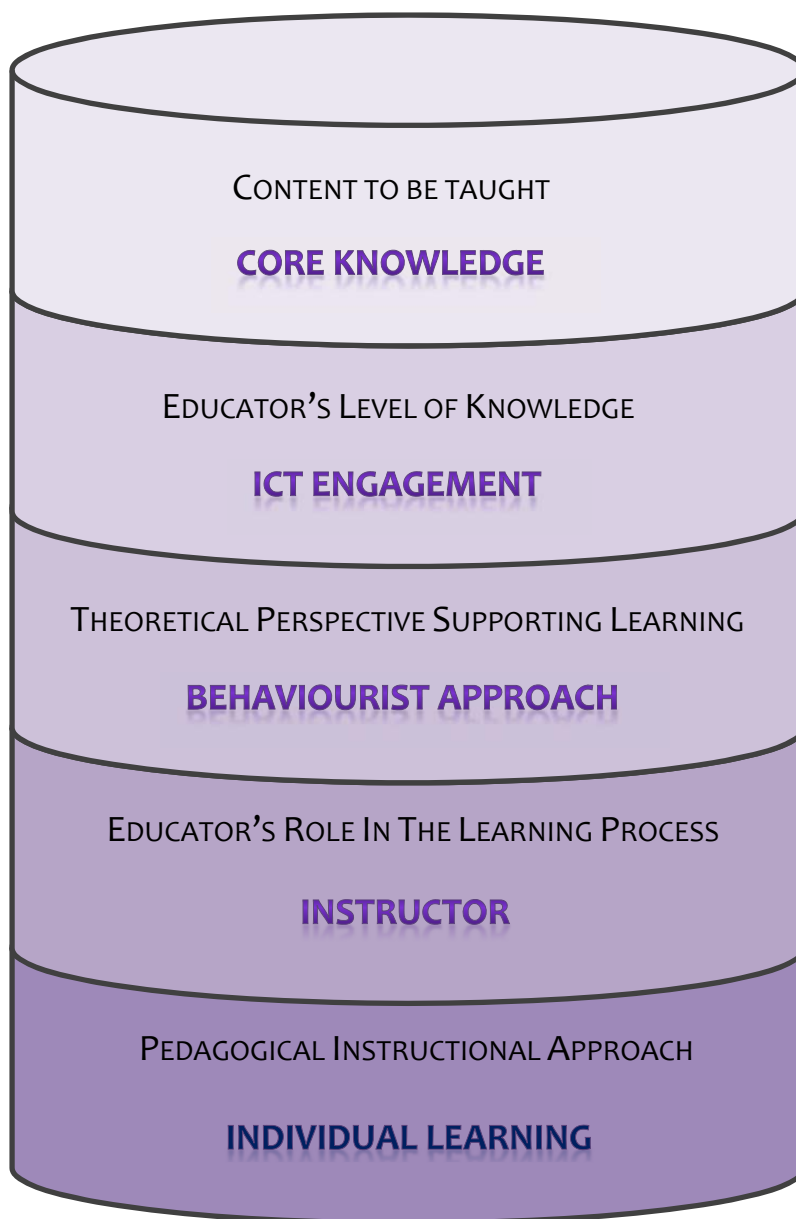 Content to be taught
CORE KNOWLEDGE
Educator's Level of Knowledge
ICT ENGAGEMENT
Theoretical Perspective Supporting Learning
BEHAVIOURIST APPROACH
Educator's Role In The Learning Process
INSTRUCTOR
Pedagogical Instructional Approach
INDIVIDUAL LEARNING